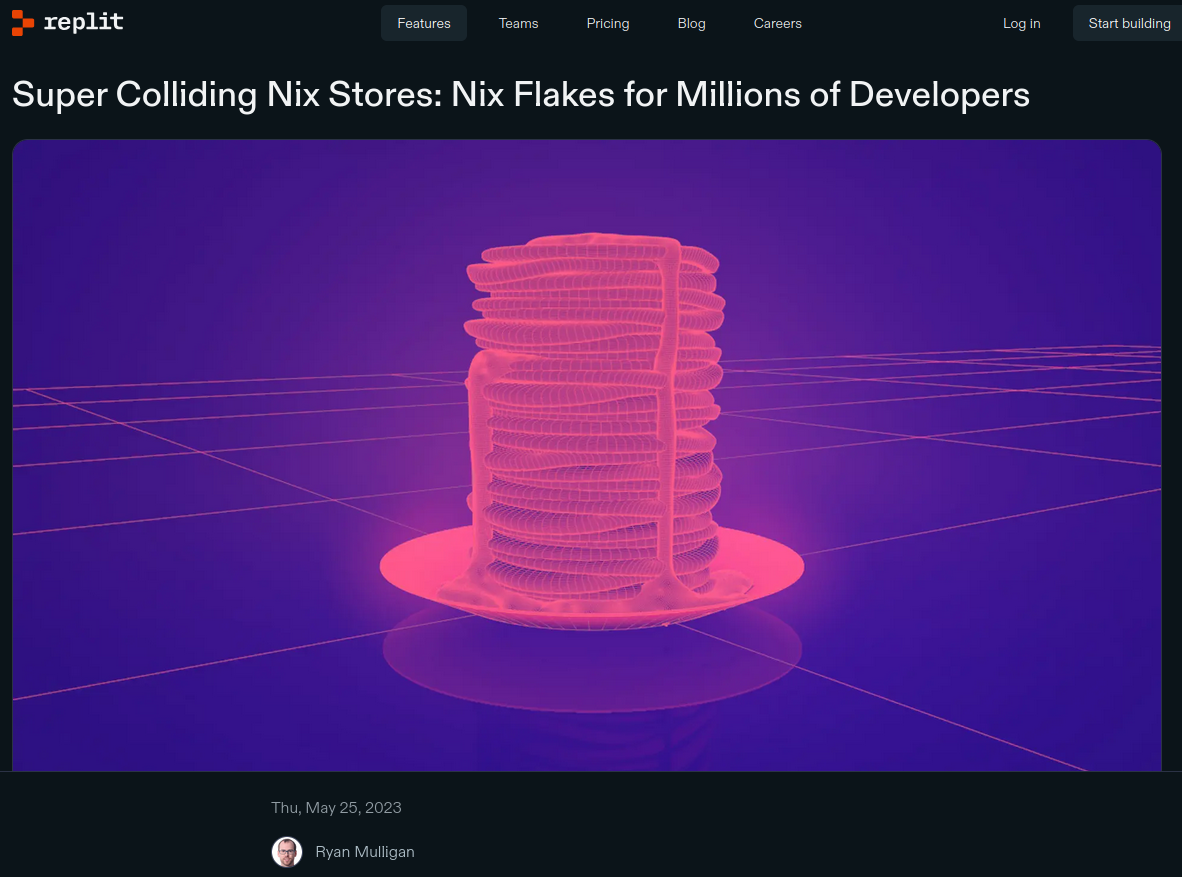 replit
Features
Teams
Pricing
Blog
Careers
Log in
Start building
Super Colliding Nix Stores: Nix Flakes for Millions of Developers
Thu, May 25, 2023
Ryan Mulligan